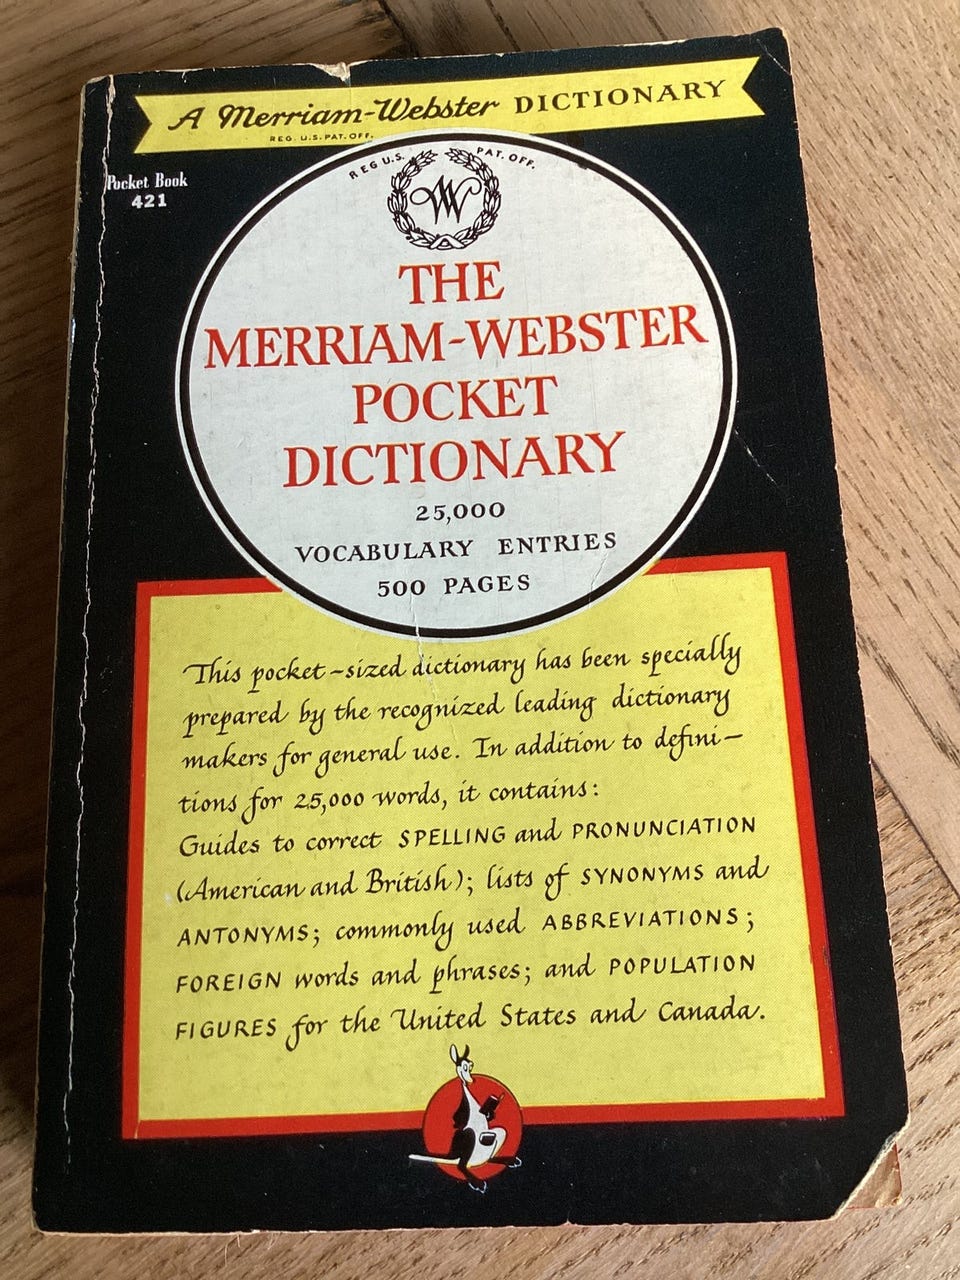 A Merriam-Webster DICTIONARY
REG. U.S. PAT. OFF.
Pocket Book
421
REG U.S. PAT. OFF.
W
THE
MERRIAM-WEBSTER
POCKET
DICTIONARY
25,000
VOCABULARY ENTRIES
500 PAGES
This pocket-sized dictionary has been specially
prepared by the recognized leading dictionary
makers for general use. In addition to defini-
tions for 25,000 words, it contains:
Guides to correct SPELLING and PRONUNCIATION
(American and British); lists of SYNONYMS and
ANTONYMS; commonly used ABBREVIATIONS;
FOREIGN words and phrases; and POPULATION
FIGURES for the United States and Canada.